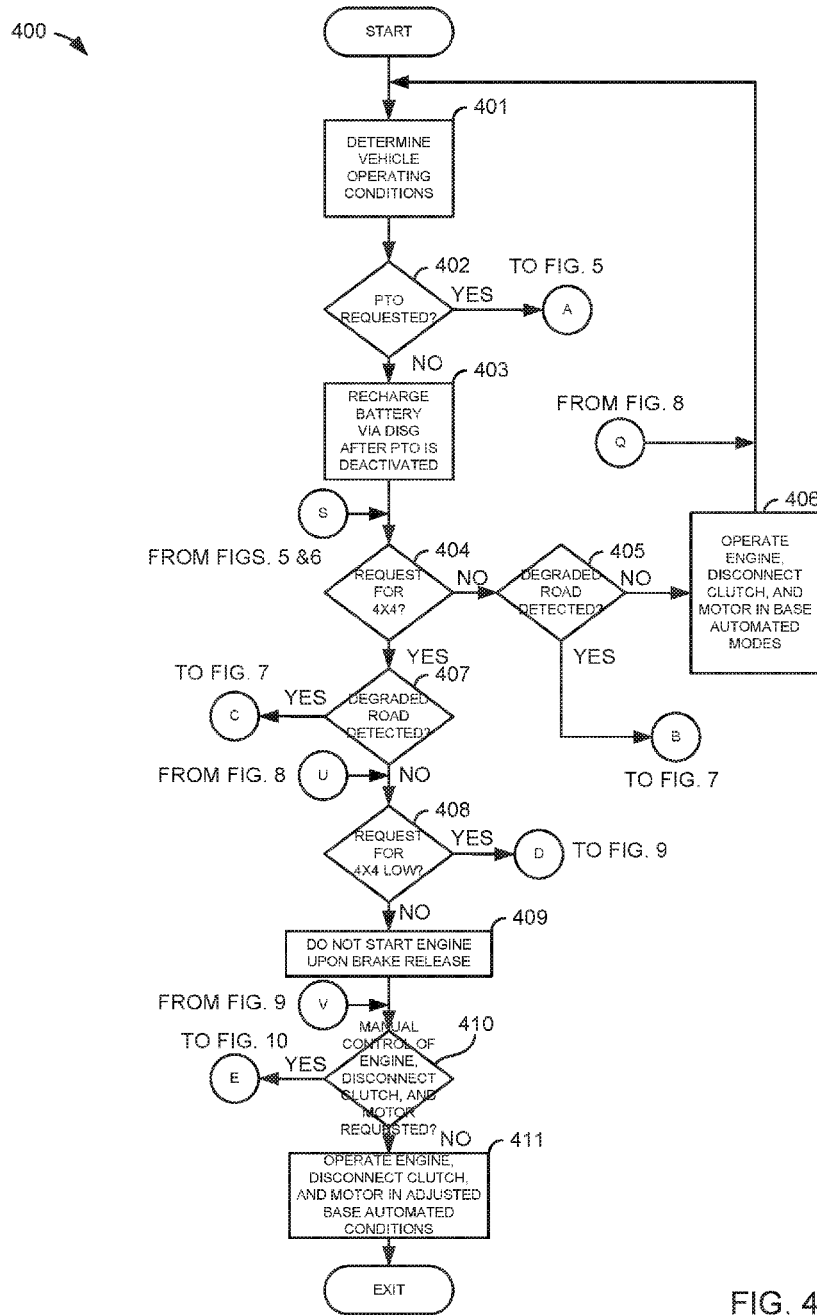 400
START
401
DETERMINE
VEHICLE
OPERATING
CONDITIONS
402
TO FIG. 5
PTO
REQUESTED?
YES
A
NO
403
RECHARGE
BATTERY
VIA DISG
AFTER PTO IS
DEACTIVATED
FROM FIG. 8
Q
S
FROM FIGS. 5 &6
404
REQUEST
FOR
4X4?
NO
405
DEGRADED
ROAD
DETECTED?
NO
406
OPERATE
ENGINE,
DISCONNECT
CLUTCH, AND
MOTOR IN BASE
AUTOMATED
MODES
YES
YES
TO FIG. 7
407
C
YES
DEGRADED
ROAD
DETECTED?
B
TO FIG. 7
FROM FIG. 8
U
NO
408
REQUEST
FOR
4X4 LOW?
YES
D
TO FIG. 9
NO
409
DO NOT START ENGINE
UPON BRAKE RELEASE
FROM FIG. 9
V
410
TO FIG. 10
E
YES
MANUAL
CONTROL OF
ENGINE,
DISCONNECT
CLUTCH, AND
MOTOR
REQUESTED?
NO
411
OPERATE ENGINE,
DISCONNECT CLUTCH,
AND MOTOR IN ADJUSTED
BASE AUTOMATED
CONDITIONS
EXIT
FIG. 4